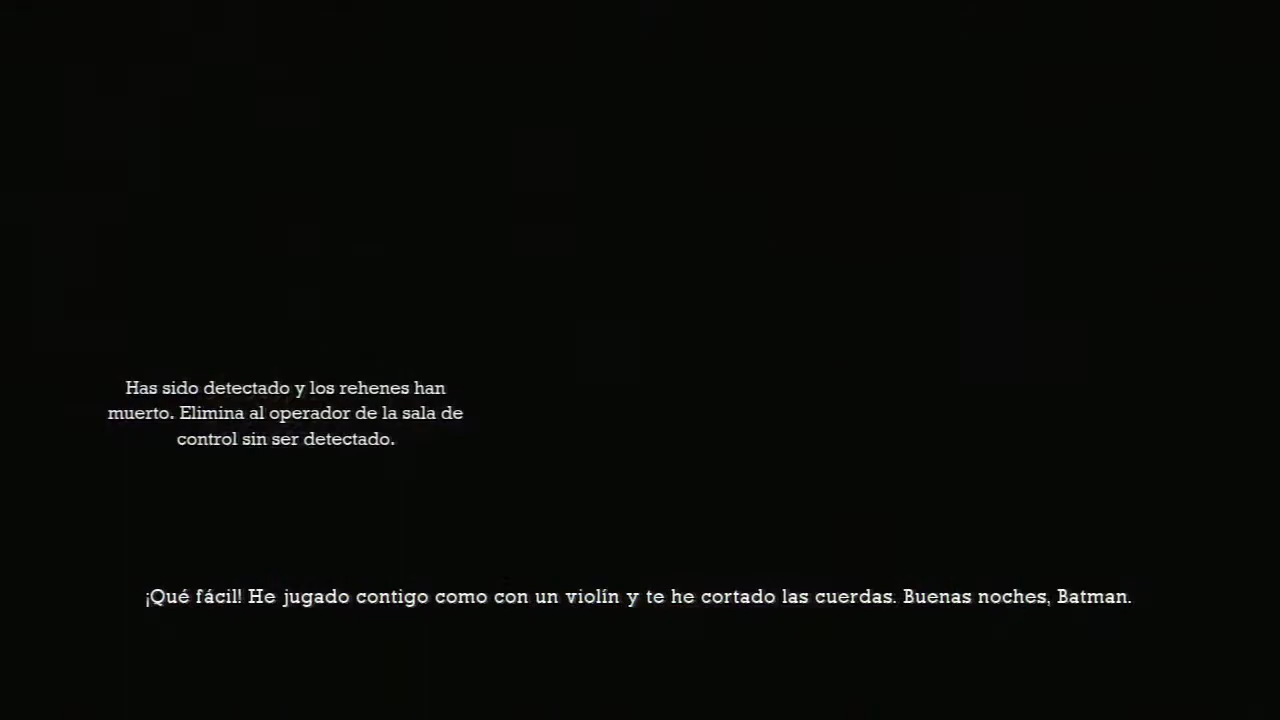 Has sido detectado y los rehenes han
muerto. Elimina al operador de la sala de
control sin ser detectado.
¡Qué fácil! He jugado contigo como con un violín y te he cortado las cuerdas. Buenas noches, Batman.